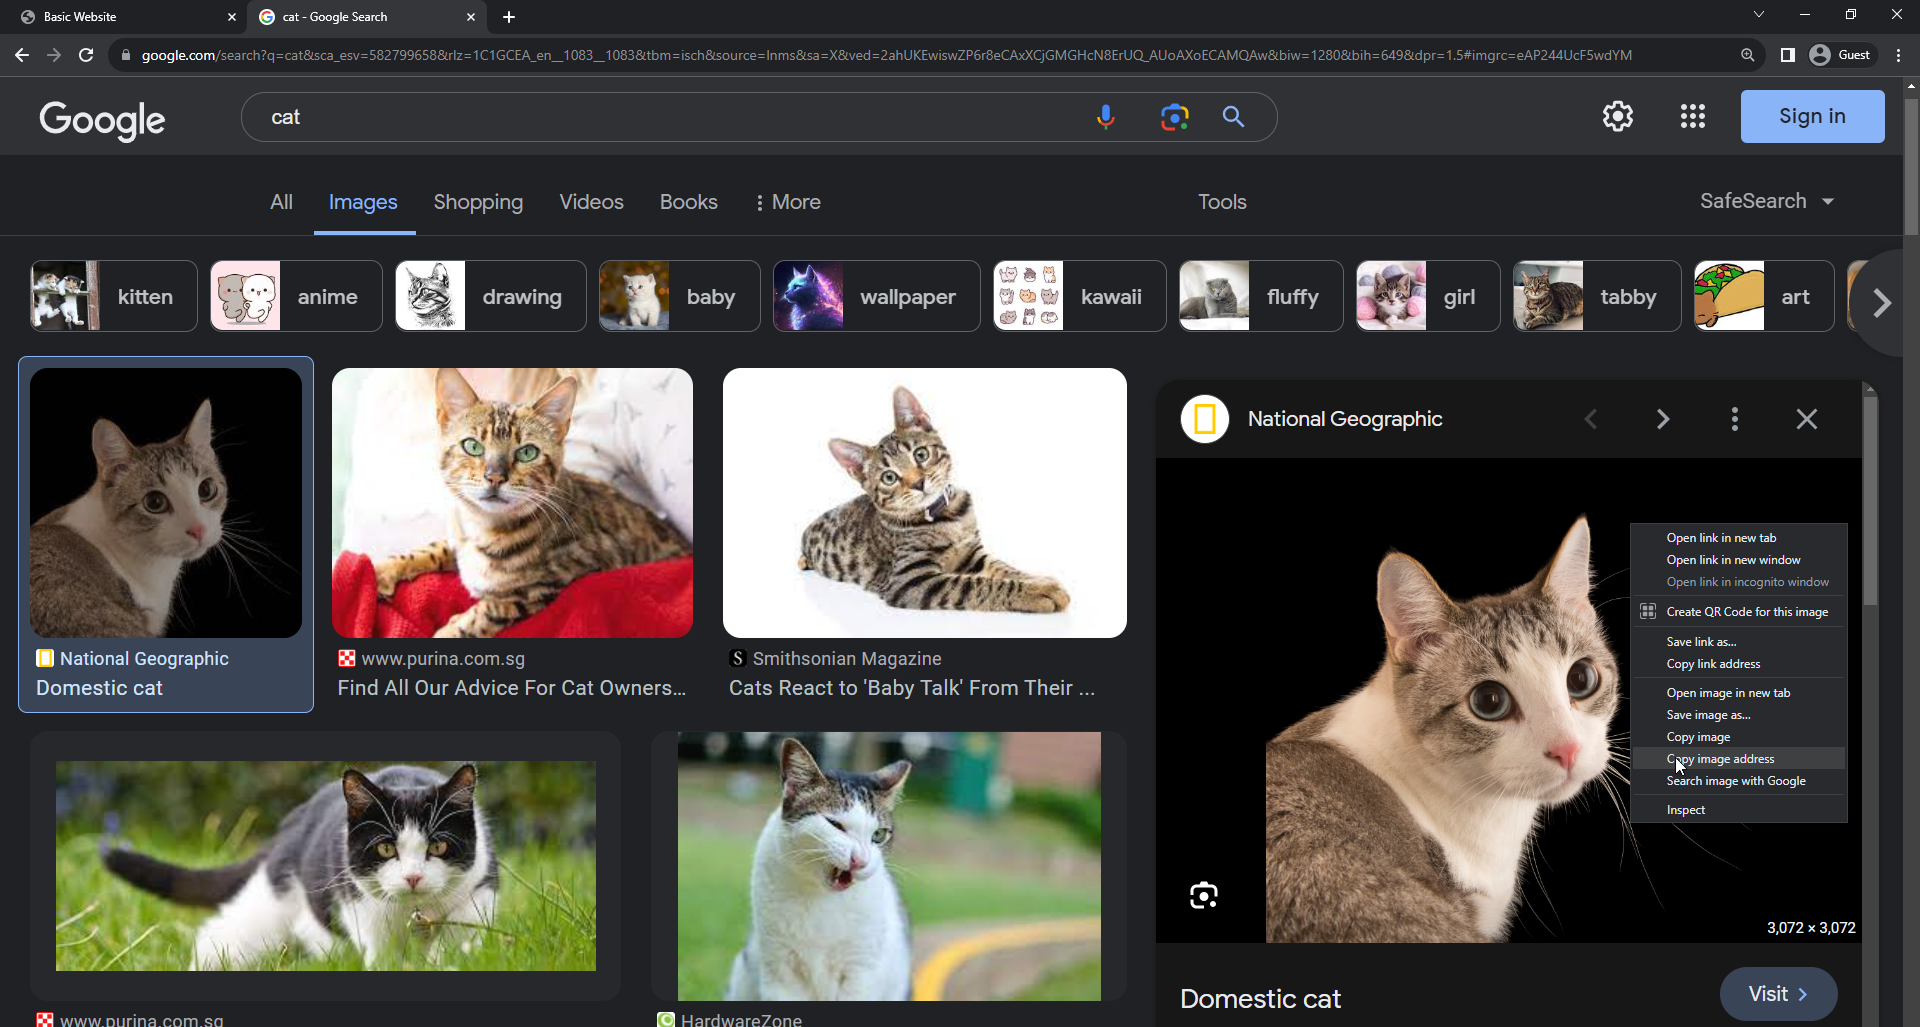 Basic Website
cat - Google Search
google.com/search?q=cat&sca_esv=582799658&rlz=1C1GCEA_en__1083__1083&tbm=isch&source=lnms&sa=X&ved=2ahUKEwiswZP6r8eCAxXCjGMGHcN8ErUQ_AUoAXoECAMQAw&biw=1280&bih=649&dpr=1.5#imgrc=eAP244UcF5wdYM
Guest
Google
cat
Sign in
All
Images
Shopping
Videos
Books
More
Tools
SafeSearch
kitten
anime
drawing
baby
wallpaper
kawaii
fluffy
girl
tabby
art
National Geographic
Domestic cat
www.purina.com.sg
Find All Our Advice For Cat Owners...
S Smithsonian Magazine
Cats React to 'Baby Talk' From Their ...
www.purina.com.sg
HardwareZone
National Geographic
Open link in new tab
Open link in new window
Open link in incognito window
Create QR Code for this image
Save link as...
Copy link address
Open image in new tab
Save image as...
Copy image
Copy image address
Search image with Google
Inspect
3,072 × 3,072
Domestic cat
Visit